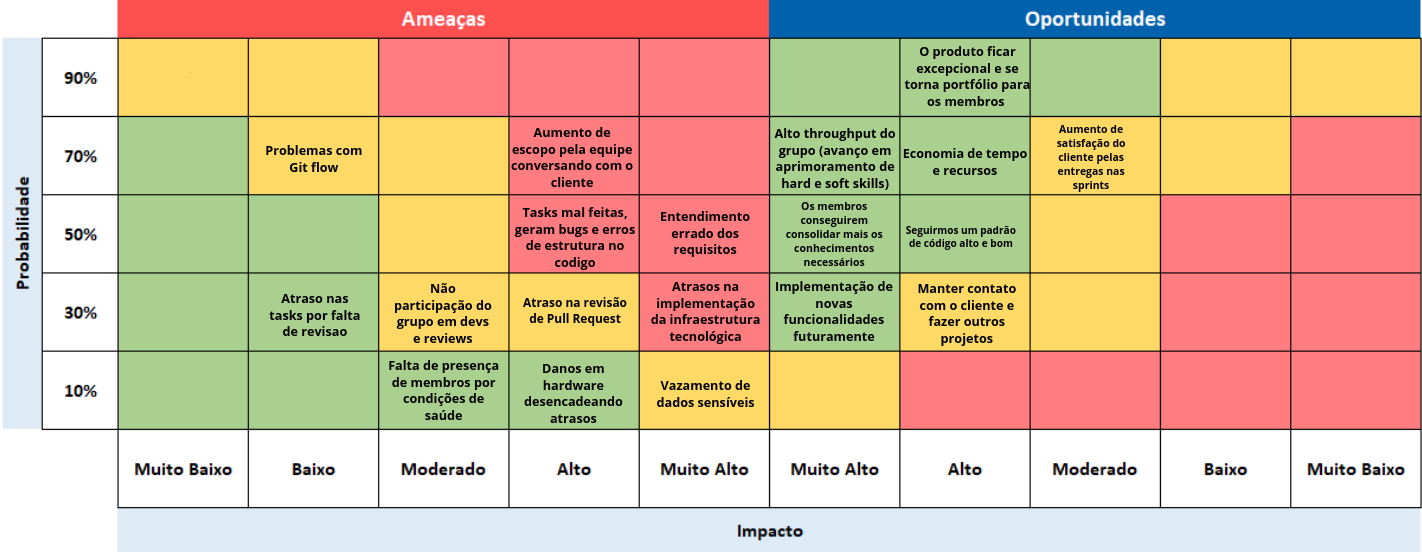 Ameaças
Oportunidades
Probabilidade
90%
O produto ficar
excepcional e se
torna portfólio para
os membros
70%
Problemas com
Git flow
Aumento de
escopo pela equipe
conversando com o
cliente
Alto throughput do
grupo (avanço em
aprimoramento de
hard e soft skills)
Economia de tempo
e recursos
Aumento de
satisfação do
cliente pelas
entregas nas
sprints
50%
Tasks mal feitas,
geram bugs e erros
de estrutura no
codigo
Entendimento
errado dos
requisitos
Os membros
conseguirem
consolidar mais os
conhecimentos
necessários
Seguirmos um padrão
de código alto e bom
30%
Atraso nas
tasks por falta
de revisao
Não
participação do
grupo em devs
e reviews
Atraso na revisão
de Pull Request
Atrasos na
implementação
da infraestrutura
tecnológica
Implementação de
novas
funcionalidades
futuramente
Manter contato
com o cliente e
fazer outros
projetos
10%
Falta de presença
de membros por
condições de
saúde
Danos em
hardware
desencadeando
atrasos
Vazamento de
dados sensíveis
Muito Baixo
Baixo
Moderado
Alto
Muito Alto
Muito Alto
Alto
Moderado
Baixo
Muito Baixo
Impacto